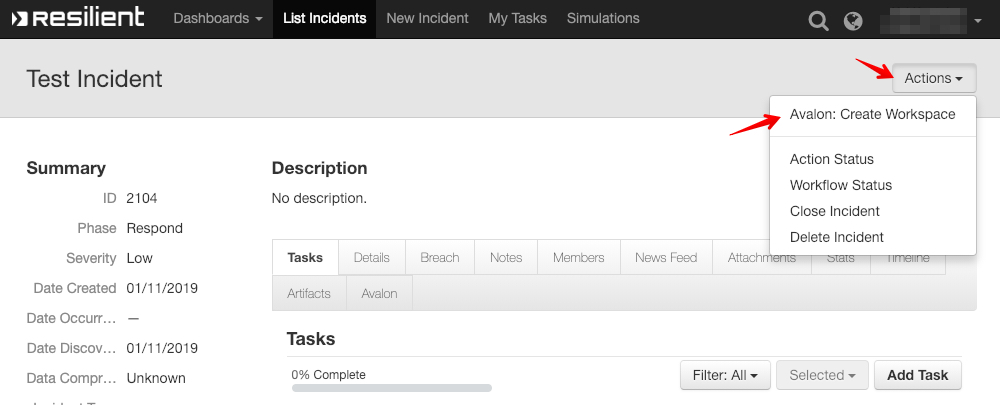 resilient Dashboards List Incidents New Incident My Tasks Simulations
Test Incident
Actions
Avalon: Create Workspace
Action Status
Workflow Status
Close Incident
Delete Incident
Summary
ID 2104
Phase Respond
Severity Low
Date Created 01/11/2019
Date Occurr... —
Date Discov... 01/11/2019
Data Compr... Unknown
Description
No description.
Tasks Details Breach Notes Members News Feed Attachments Stats Timeline
Artifacts Avalon
Tasks
0% Complete
Filter: All Selected Add Task